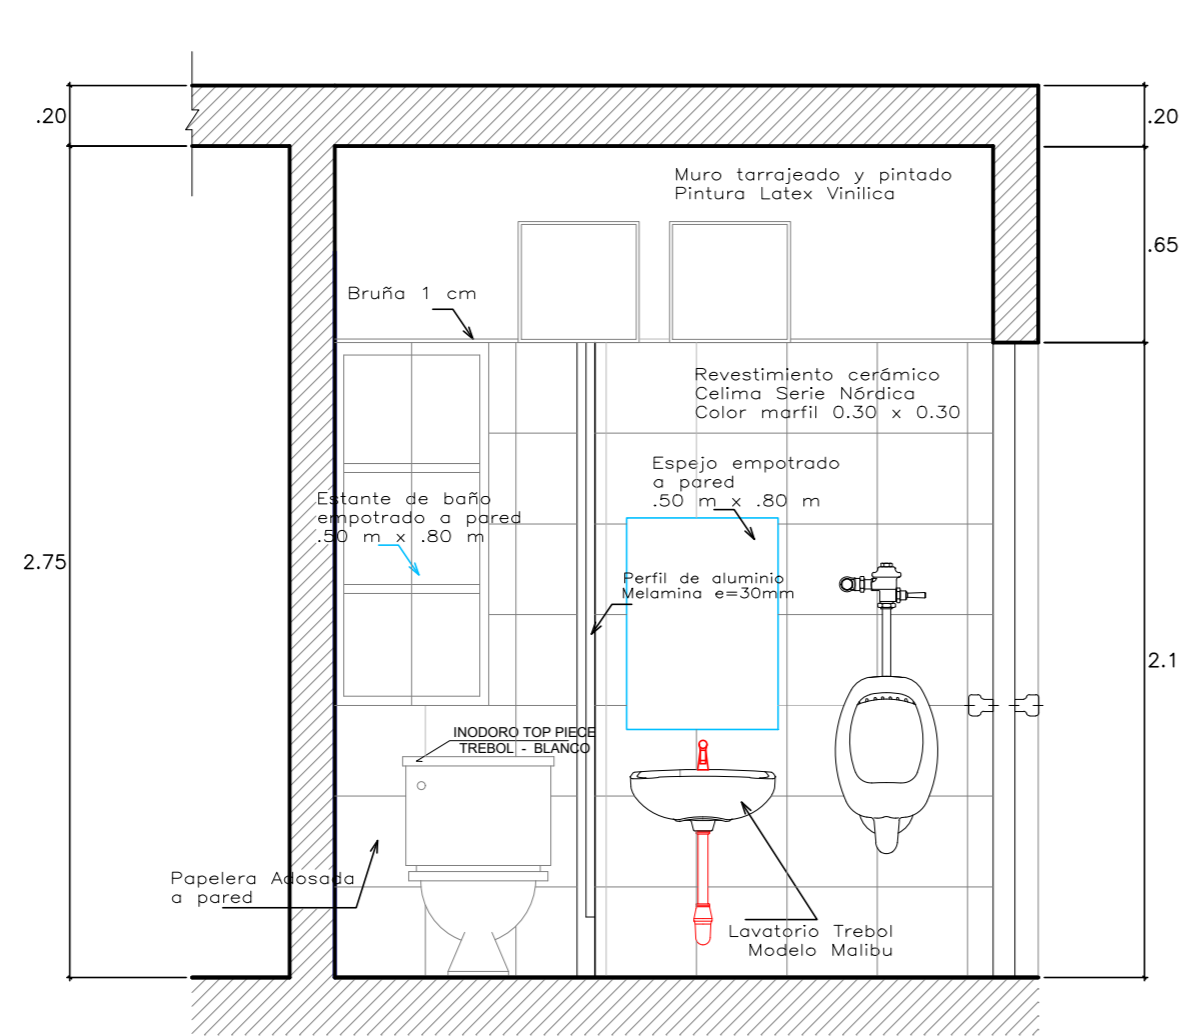 .20
.20
Muro tarrajeado y pintado
Pintura Latex Vinilica
.65
Bruña 1 cm
Revestimiento cerámico
Celima Serie Nórdica
Color marfil 0.30 x 0.30
Espejo empotrado
a pared
.50 m x .80 m
Estante de baño
empotrado a pared
.50 m x .80 m
2.75
Perfil de aluminio
Melamina e=30mm
2.1
INODORO TOP PIECE
TREBOL - BLANCO
Papelera Adosada
a pared
Lavatorio Trebol
Modelo Malibu